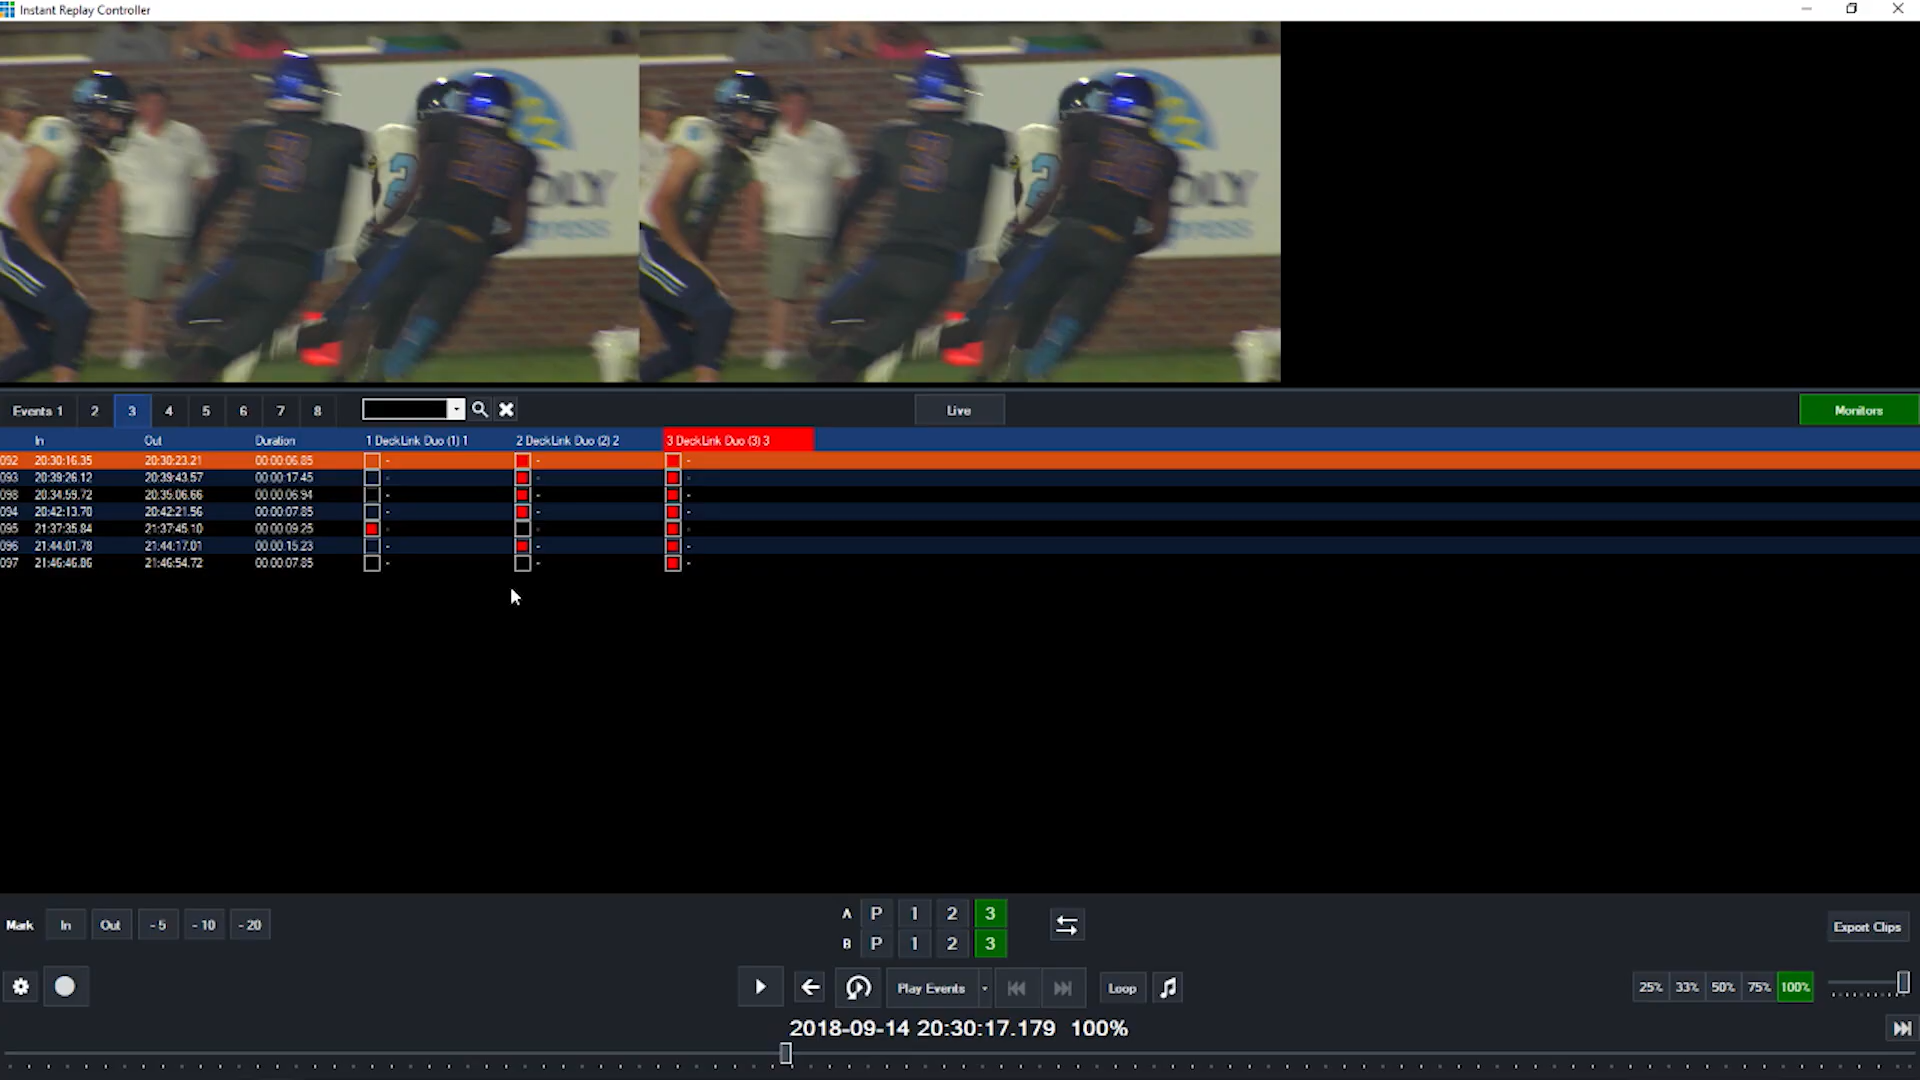 Instant Replay Controller
Events 1 2 3 4 5 6 7 8 Live Monitors
In Out Duration 1 DeckLink Duo (1) 1 2 DeckLink Duo (2) 2 3 DeckLink Duo (3) 3
092 20:30:16.35 20:30:23.21 00:00:06.85 - - -
093 20:39:26.12 20:39:43.57 00:00:17.45 - - -
098 20:34:59.72 20:35:06.66 00:00:06.94 - - -
094 20:42:13.70 20:42:21.56 00:00:07.85 - - -
095 21:37:35.84 21:37:45.10 00:00:09.25 - - -
096 21:44:01.78 21:44:17.01 00:00:15.23 - - -
097 21:46:46.86 21:46:54.72 00:00:07.85 - - -
A P 1 2 3
Mark In Out - 5 - 10 - 20 Export Clips
B P 1 2 3
Play Events Loop 25% 33% 50% 75% 100%
2018-09-14 20:30:17.179 100%